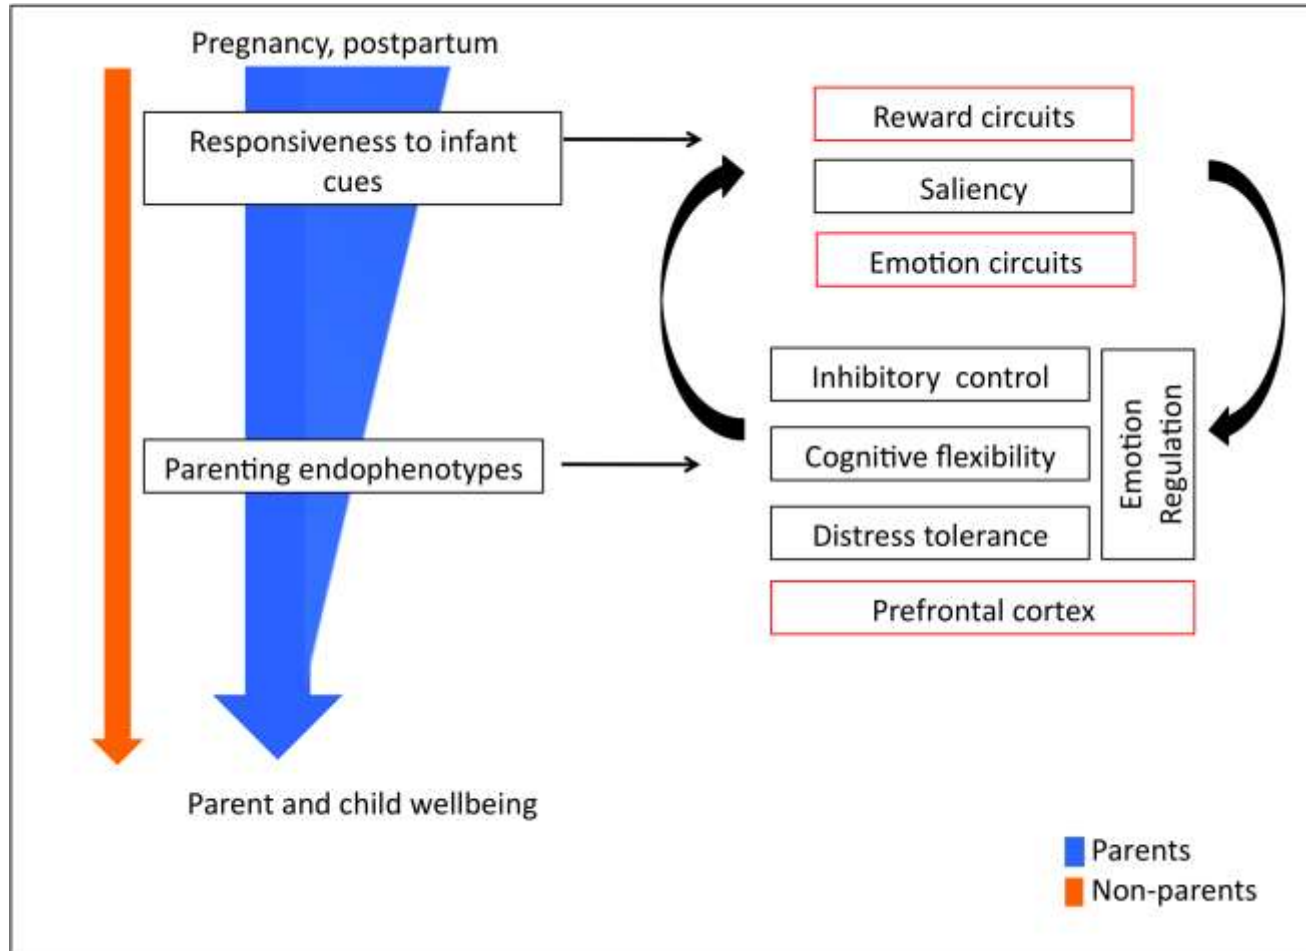 Pregnancy, postpartum
Responsiveness to infant
cues
Reward circuits
Saliency
Emotion circuits
Parenting endophenotypes
Inhibitory control
Cognitive flexibility
Distress tolerance
Emotion
Regulation
Prefrontal cortex
Parent and child wellbeing
Parents
Non-parents